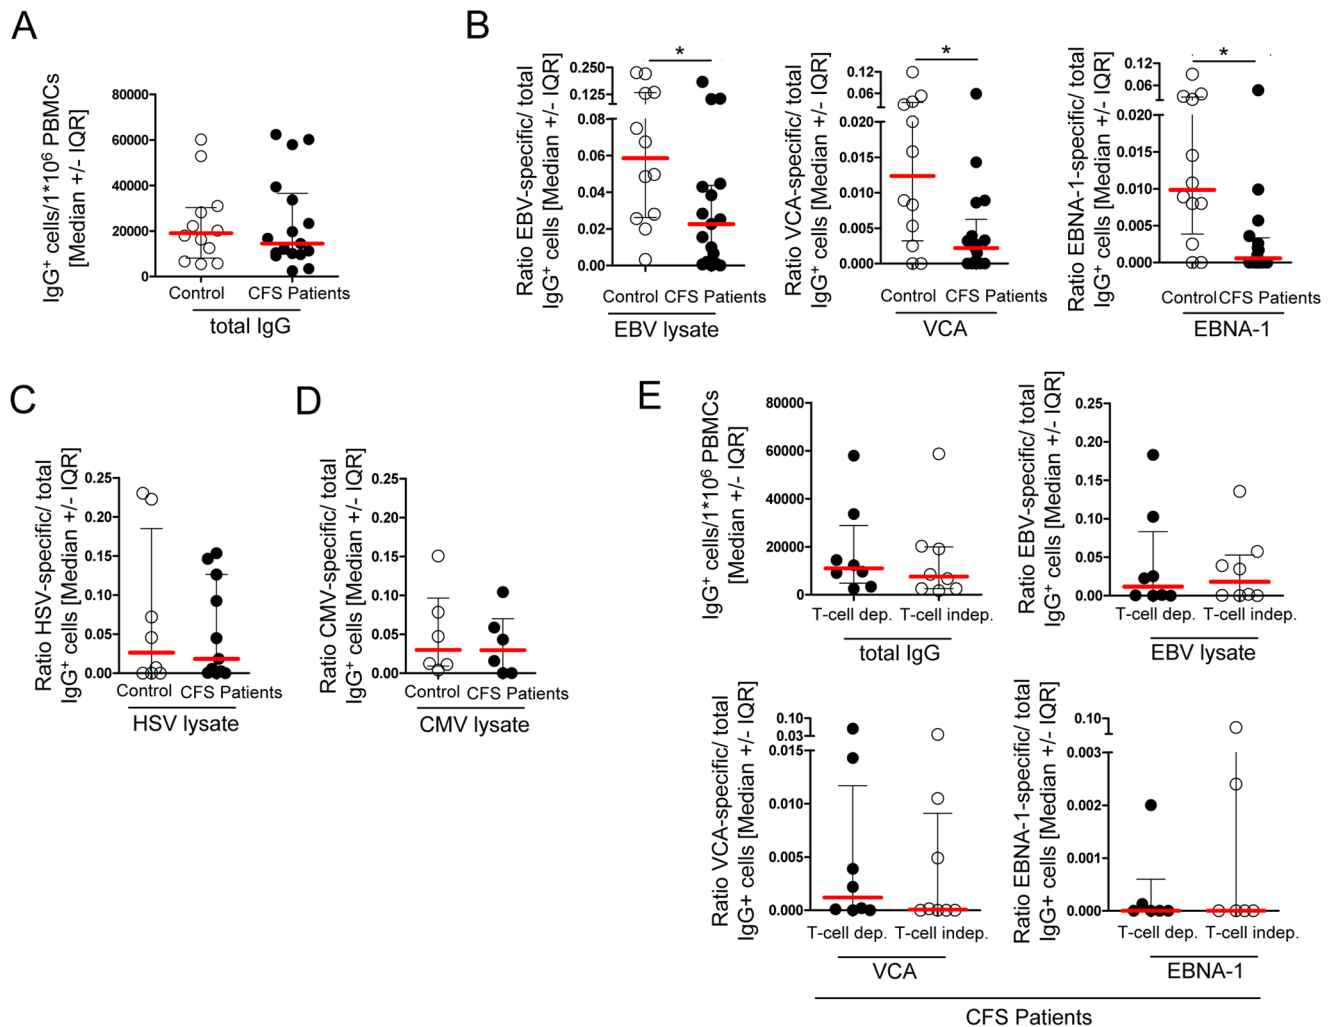 A
IgG+ cells/1*10^6 PBMCs
[Median +/- IQR]
80000
60000
40000
20000
0
Control
CFS Patients
total IgG
B
Ratio EBV-specific/ total
IgG+ cells [Median +/- IQR]
0.250
0.125
0.08
0.06
0.04
0.02
0.00
*
Control
CFS Patients
EBV lysate
Ratio VCA-specific/ total
IgG+ cells [Median +/- IQR]
0.12
0.06
0.020
0.015
0.010
0.005
0.000
*
Control
CFS Patients
VCA
Ratio EBNA-1-specific/ total
IgG+ cells [Median +/- IQR]
0.12
0.06
0.020
0.015
0.010
0.005
0.000
*
Control
CFS Patients
EBNA-1
C
Ratio HSV-specific/ total
IgG+ cells [Median +/- IQR]
0.25
0.20
0.15
0.10
0.05
0.00
Control
CFS Patients
HSV lysate
D
Ratio CMV-specific/ total
IgG+ cells [Median +/- IQR]
0.25
0.20
0.15
0.10
0.05
0.00
Control
CFS Patients
CMV lysate
E
IgG+ cells/1*10^6 PBMCs
[Median +/- IQR]
80000
60000
40000
20000
0
T-cell dep.
T-cell indep.
total IgG
Ratio EBV-specific/ total
IgG+ cells [Median +/- IQR]
0.25
0.20
0.15
0.10
0.05
0.00
T-cell dep.
T-cell indep.
EBV lysate
Ratio VCA-specific/ total
IgG+ cells [Median +/- IQR]
0.10
0.03
0.015
0.010
0.005
0.000
T-cell dep.
T-cell indep.
VCA
Ratio EBNA-1-specific/ total
IgG+ cells [Median +/- IQR]
0.10
0.003
0.002
0.001
0.000
T-cell dep.
T-cell indep.
EBNA-1
CFS Patients